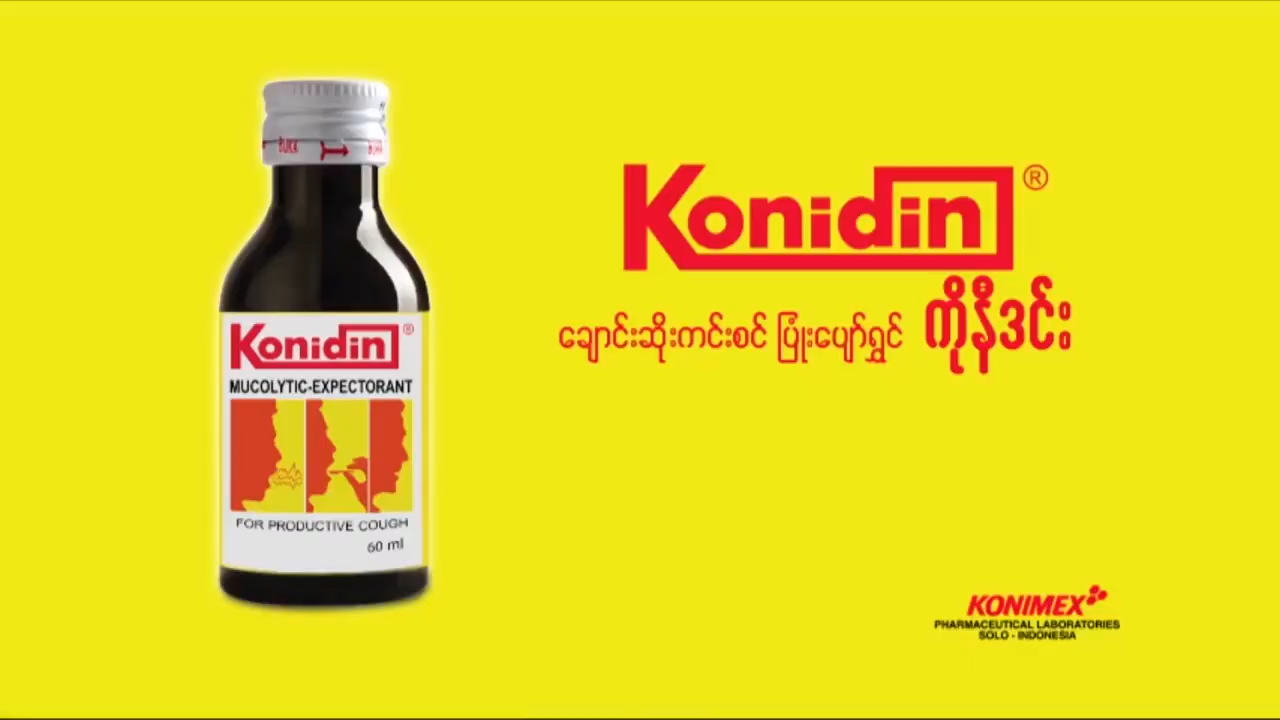 BUKA
Konidin®
MUCOLYTIC-EXPECTORANT
FOR PRODUCTIVE COUGH
60 ml
Konidin®
ချောင်းဆိုးကင်းစင် ပြုံးပျော်ရွှင် ကိုနီဒင်း
KONIMEX
PHARMACEUTICAL LABORATORIES
SOLO - INDONESIA